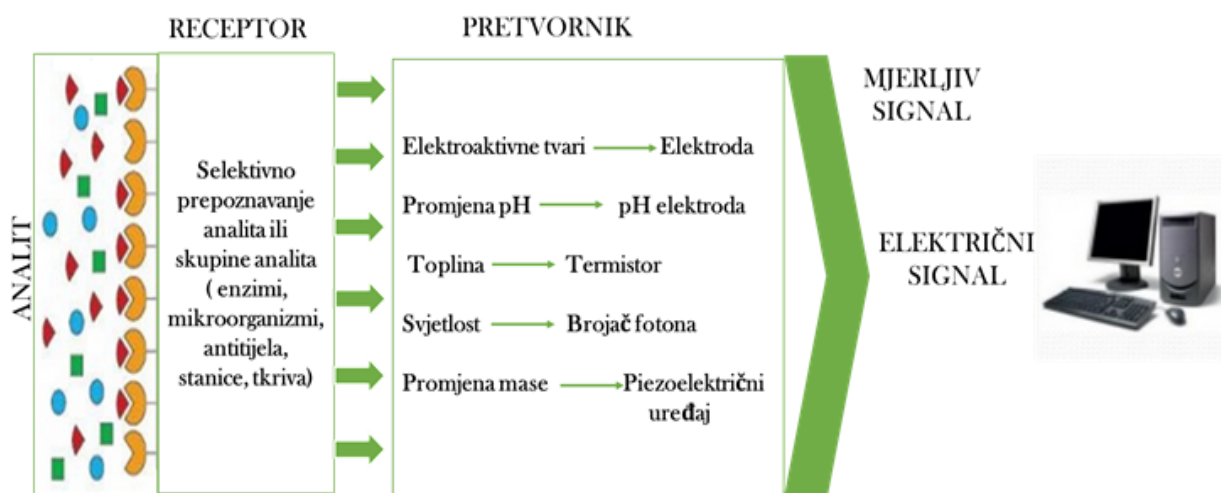 RECEPTOR
PRETVORNIK
ANALIT
Selektivno
prepoznavanje
analita ili
skupine analita
( enzimi,
mikroorganizmi,
antitijela,
stanice, tkriva)
Elektroaktivne tvari
Elektroda
Promjena pH
pH elektroda
Toplina
Termistor
Svjetlost
Brojač fotona
Promjena mase
Piezoelektrični
uređaj
MJERLJIV
SIGNAL
ELEKTRIČNI
SIGNAL